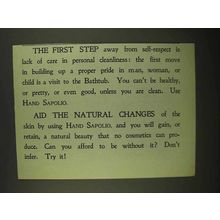 THE FIRST STEP away from self-respect is
lack of care in personal cleanliness: the first move
in building up a proper pride in man, woman, or
child is a visit to the Bathtub. You can't be healthy,
or pretty, or even good, unless you are clean. Use
HAND SAPOLIO.
AID THE NATURAL CHANGES of the
skin by using HAND SAPOLIO, and you will gain, or
retain, a natural beauty that no cosmetics can pro-
duce. Can you afford to be without it? Don't
infer. Try it!